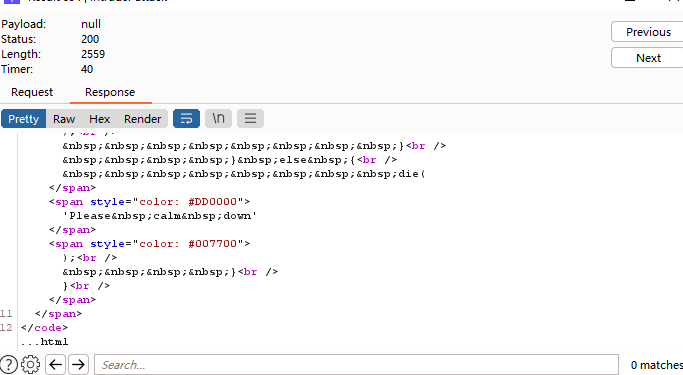 Payload: null
Status: 200
Length: 2559
Timer: 40
Previous
Next
Request Response
Pretty Raw Hex Render \n
);<br />
&nbsp;&nbsp;&nbsp;&nbsp;&nbsp;&nbsp;&nbsp;&nbsp;}<br />
&nbsp;&nbsp;&nbsp;&nbsp;}&nbsp;else&nbsp;{<br />
&nbsp;&nbsp;&nbsp;&nbsp;&nbsp;&nbsp;&nbsp;&nbsp;die(
</span>
<span style="color: #DD0000">
'Please&nbsp;calm&nbsp;down'
</span>
<span style="color: #007700">
);<br />
&nbsp;&nbsp;&nbsp;&nbsp;}<br />
}<br />
</span>
11 </span>
12 </code>
...html
Search...
0 matches